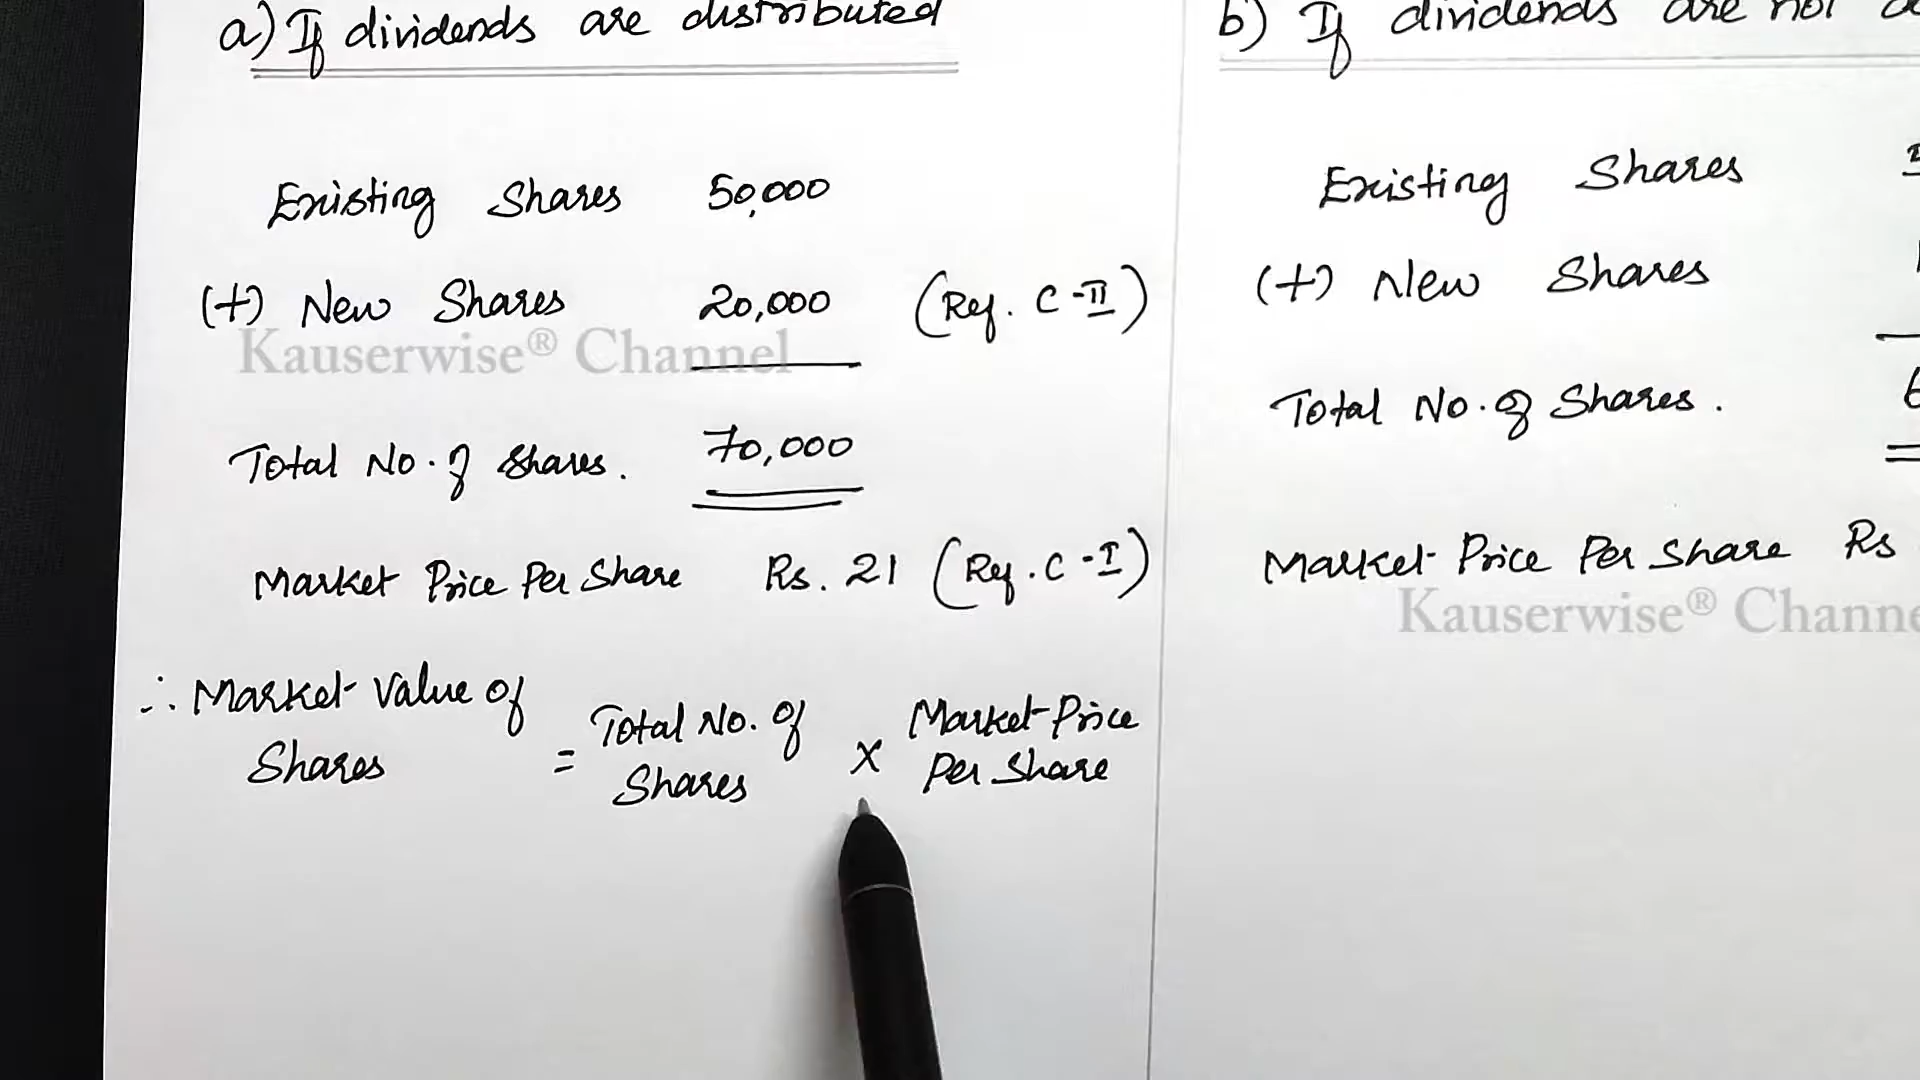 a) If dividends are distributed
Existing Shares 50,000
(+) New Shares 20,000 (Ref. C-II)
Kauserwise® Channel
Total No. of Shares. 70,000
Market Price Per Share Rs. 21 (Ref. C-I)
∴ Market Value of Shares = Total No. of Shares X Market Price Per Share
b) If dividends are not
Existing Shares
(+) New Shares
Total No. of Shares.
Market Price Per Share Rs
Kauserwise® Channe